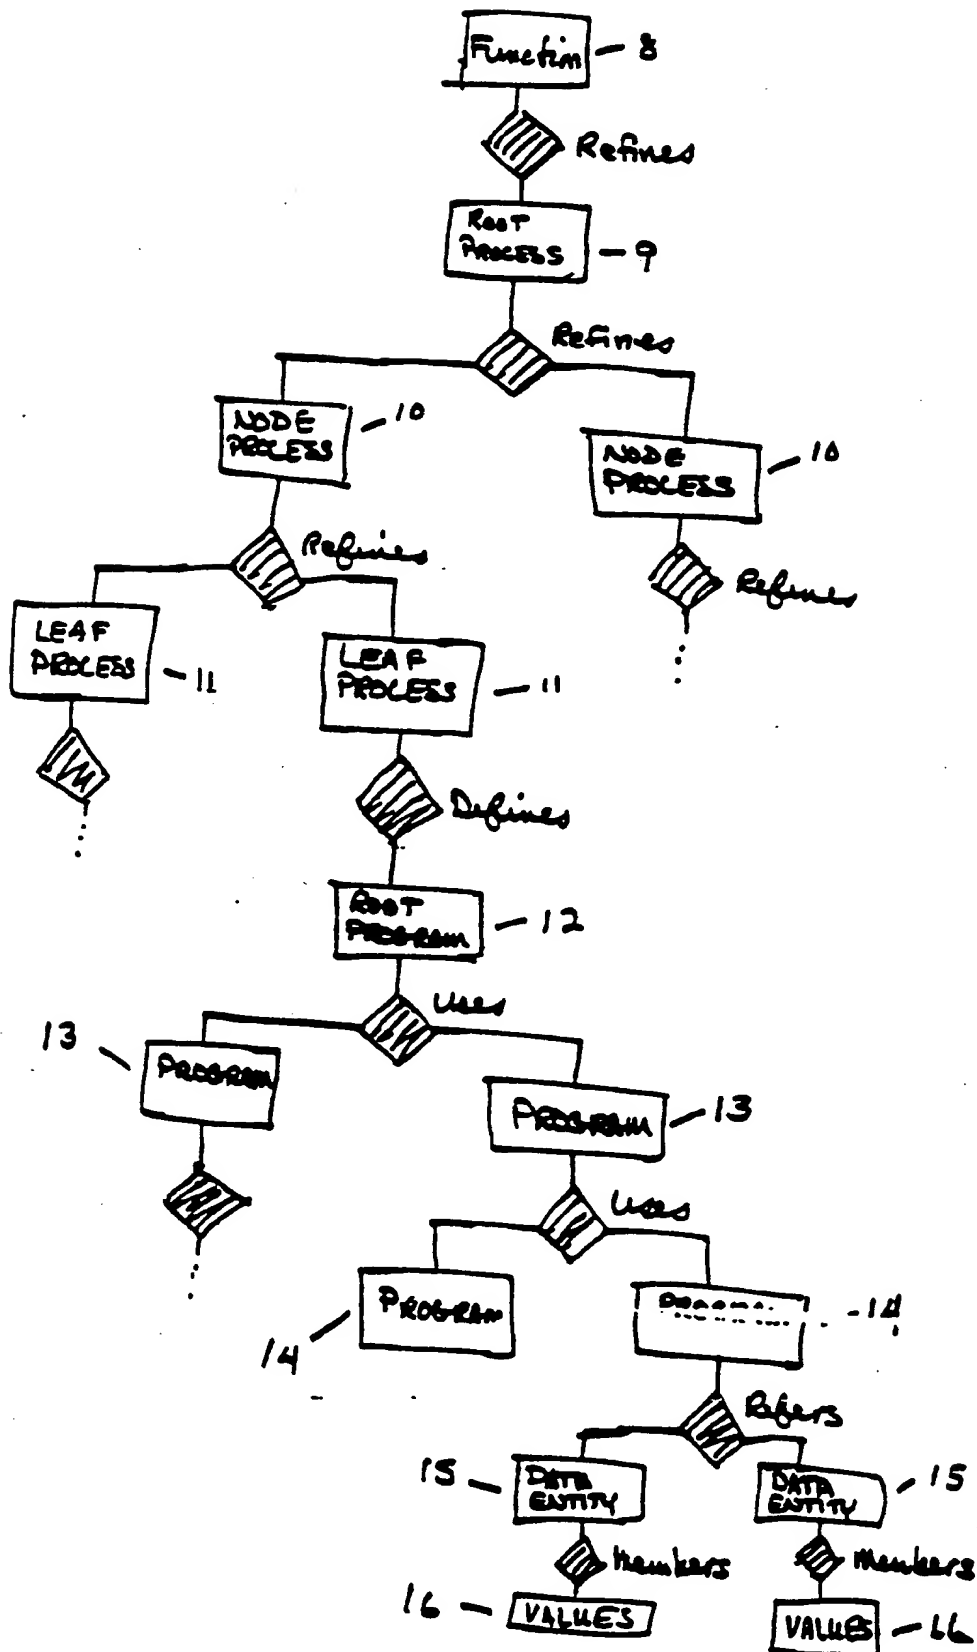 Function - 8
Refines
ROOT
PROCESS - 9
Refines
NODE
PROCESS - 10
NODE
PROCESS - 10
Refines
Refines
LEAF
PROCESS - 11
LEAF
PROCESS - 11
Defines
ROOT
PROGRAM - 12
Uses
13 PROGRAM
PROGRAM - 13
Uses
PROGRAM
14
- 14
Refers
15 - DATA
ENTITY
DATA
ENTITY - 15
Members
Members
16 - VALUES
VALUES - 16